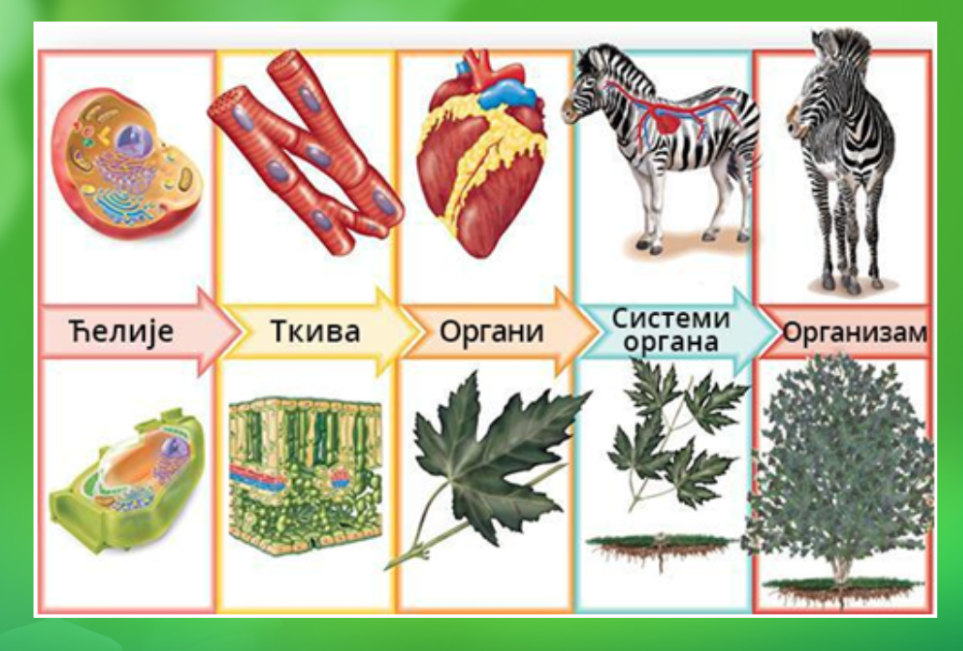 Ћелије
Ткива
Органи
Системи
органа
Организам